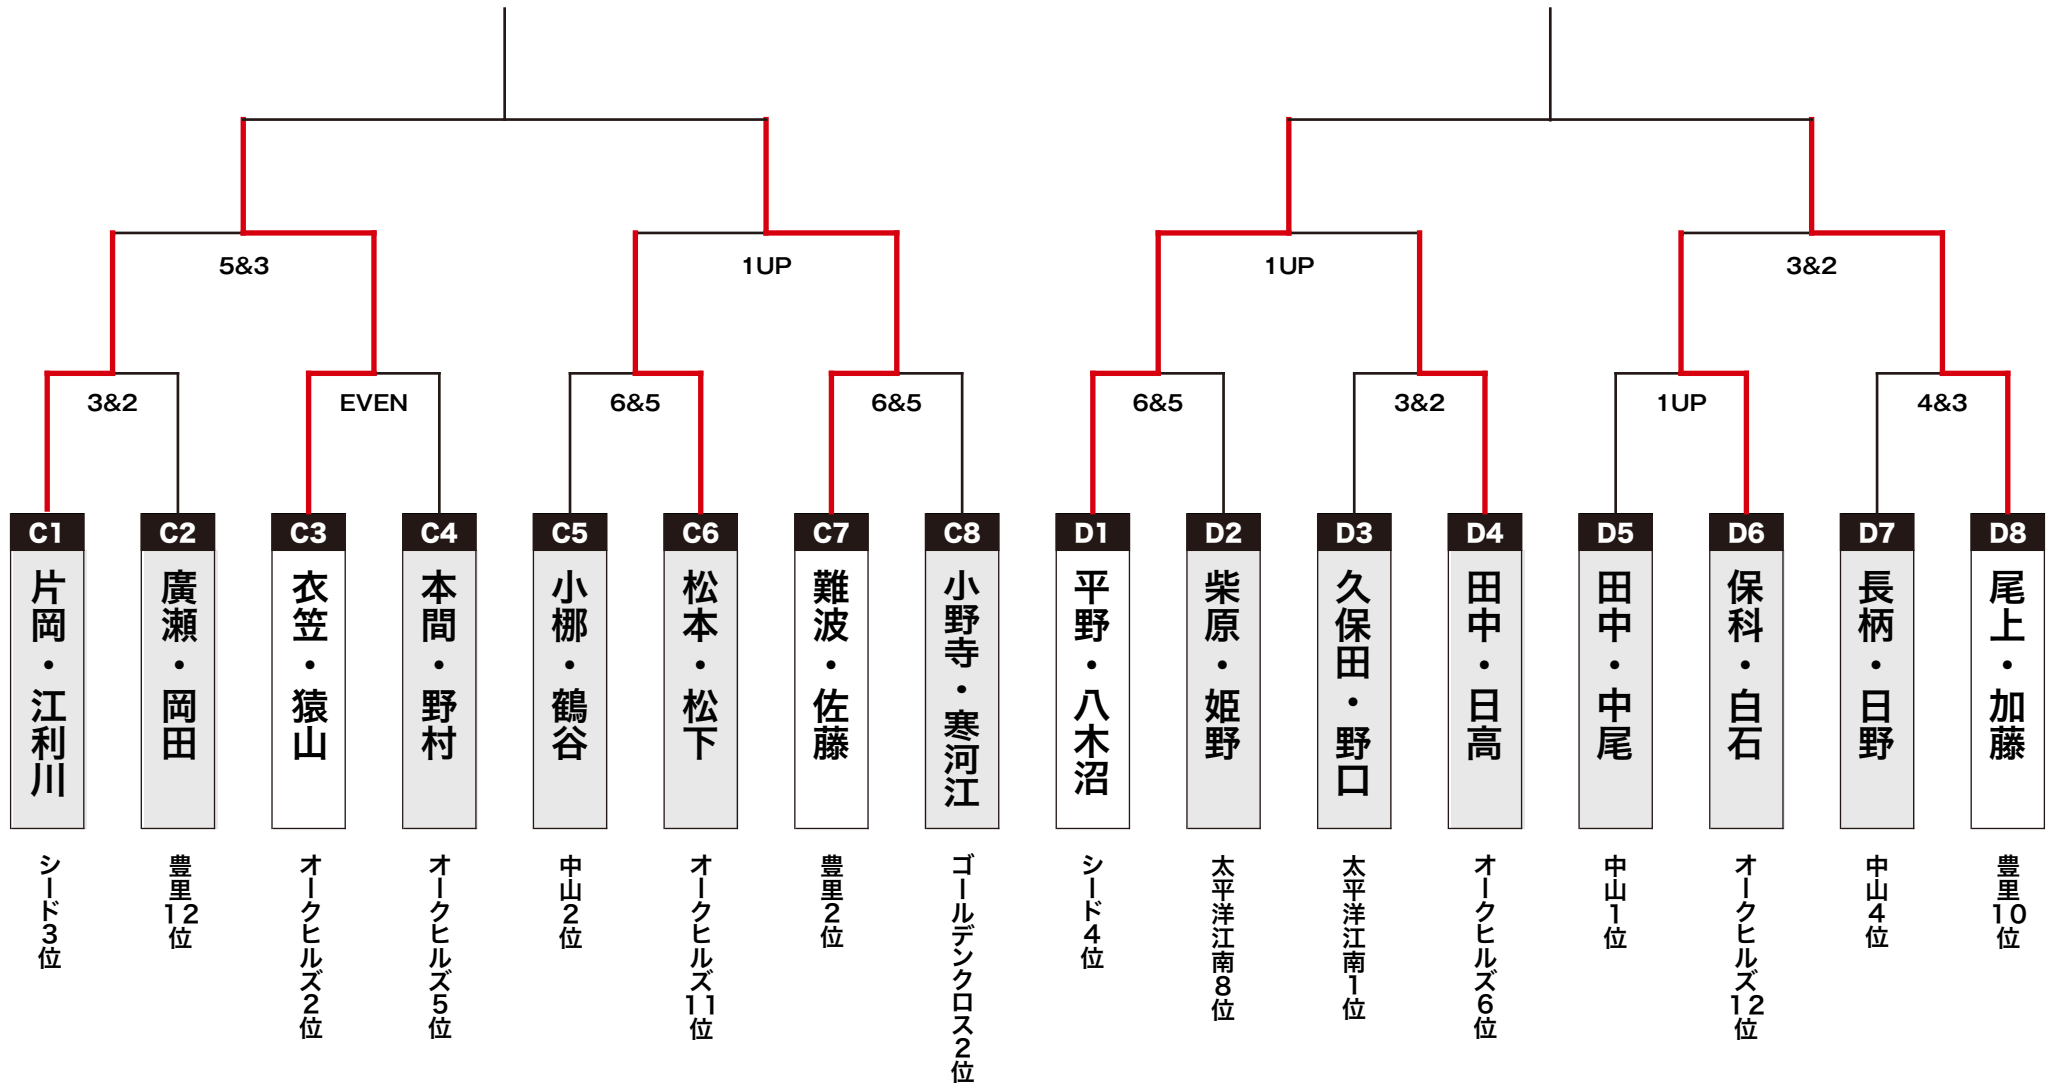 5&3
1UP
1UP
3&2
3&2
EVEN
6&5
6&5
6&5
3&2
1UP
4&3
C1
C2
C3
C4
C5
C6
C7
C8
D1
D2
D3
D4
D5
D6
D7
D8
片岡・江利川
廣瀬・岡田
衣笠・猿山
本間・野村
小梛・鶴谷
松本・松下
難波・佐藤
小野寺・寒河江
平野・八木沼
柴原・姫野
久保田・野口
田中・日高
田中・中尾
保科・白石
長柄・日野
尾上・加藤
シード3位
豊里12位
オークヒルズ2位
オークヒルズ5位
中山2位
オークヒルズ11位
豊里2位
ゴールデンクロス2位
シード4位
太平洋江南8位
太平洋江南1位
オークヒルズ6位
中山1位
オークヒルズ12位
中山4位
豊里10位